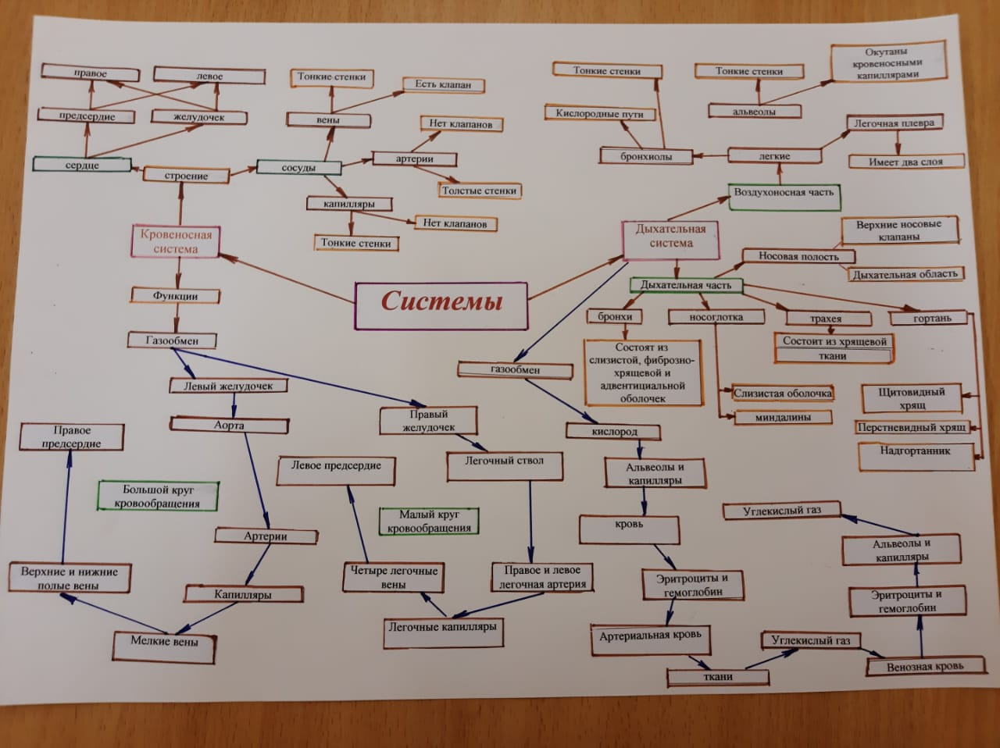 правое
левое
предсердие
желудочек
сердце
строение
Тонкие стенки
Есть клапан
вены
Нет клапанов
артерии
сосуды
Толстые стенки
капилляры
Нет клапанов
Тонкие стенки
Кровеносная
система
Функции
Газообмен
Системы
Тонкие стенки
Тонкие стенки
Окутаны
кровеносными
капиллярами
Кислородные пути
альвеолы
Легочная плевра
бронхиолы
легкие
Имеет два слоя
Воздухоносная часть
Дыхательная
система
Верхние носовые
клапаны
Носовая полость
Дыхательная область
Дыхательная часть
бронхи
носоглотка
трахея
гортань
Состоят из
слизистой, фиброзно-
хрящевой и
адвентициальной
оболочек
Состоит из хрящевой
ткани
Слизистая оболочка
миндалины
Щитовидный
хрящ
Перстневидный хрящ
Надгортанник
Левый желудочек
Аорта
Правое
предсердие
Большой круг
кровообращения
Артерии
Верхние и нижние
полые вены
Капилляры
Мелкие вены
Правый
желудочек
Левое предсердие
Легочный ствол
Малый круг
кровообращения
Четыре легочные
вены
Правое и левое
легочная артерия
Легочные капилляры
газообмен
кислород
Альвеолы и
капилляры
кровь
Эритроциты и
гемоглобин
Артериальная кровь
ткани
Углекислый газ
Венозная кровь
Эритроциты и
гемоглобин
Альвеолы и
капилляры
Углекислый газ